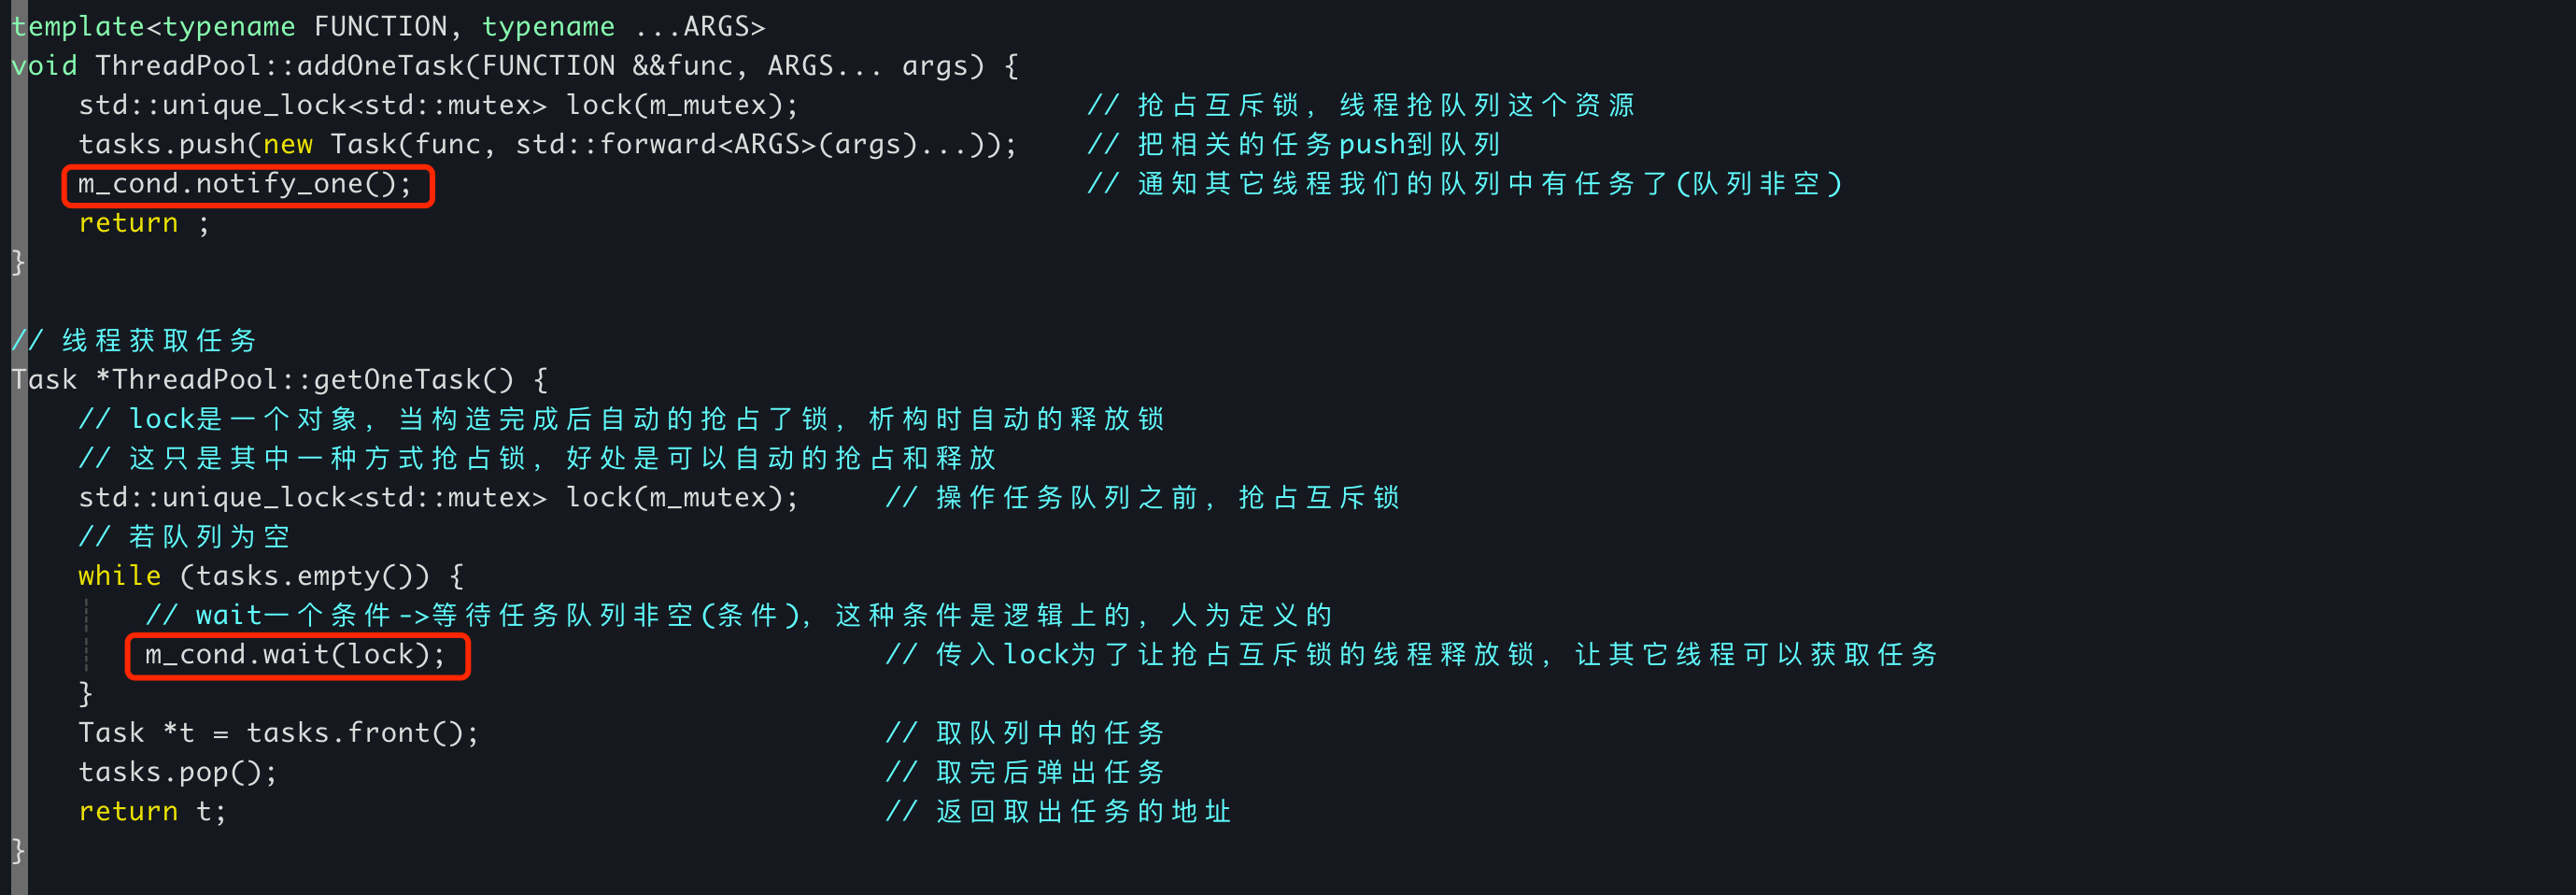 template<typename FUNCTION, typename ...ARGS>
void ThreadPool::addOneTask(FUNCTION &&func, ARGS... args) {
    std::unique_lock<std::mutex> lock(m_mutex);                 // 抢占互斥锁, 线程抢队列这个资源
    tasks.push(new Task(func, std::forward<ARGS>(args)...));    // 把相关的任务push到队列
    m_cond.notify_one();                                        // 通知其它线程我们的队列中有任务了(队列非空)
    return ;
}
// 线程获取任务
Task *ThreadPool::getOneTask() {
    // lock是一个对象, 当构造完成后自动的抢占了锁, 析构时自动的释放锁
    // 这只是其中一种方式抢占锁, 好处是可以自动的抢占和释放
    std::unique_lock<std::mutex> lock(m_mutex);     // 操作任务队列之前, 抢占互斥锁
    // 若队列为空
    while (tasks.empty()) {
        // wait一个条件->等待任务队列非空(条件), 这种条件是逻辑上的, 人为定义的
        m_cond.wait(lock);                          // 传入lock为了让抢占互斥锁的线程释放锁, 让其它线程可以获取任务
    }
    Task *t = tasks.front();                        // 取队列中的任务
    tasks.pop();                                    // 取完后弹出任务
    return t;                                       // 返回取出任务的地址
}